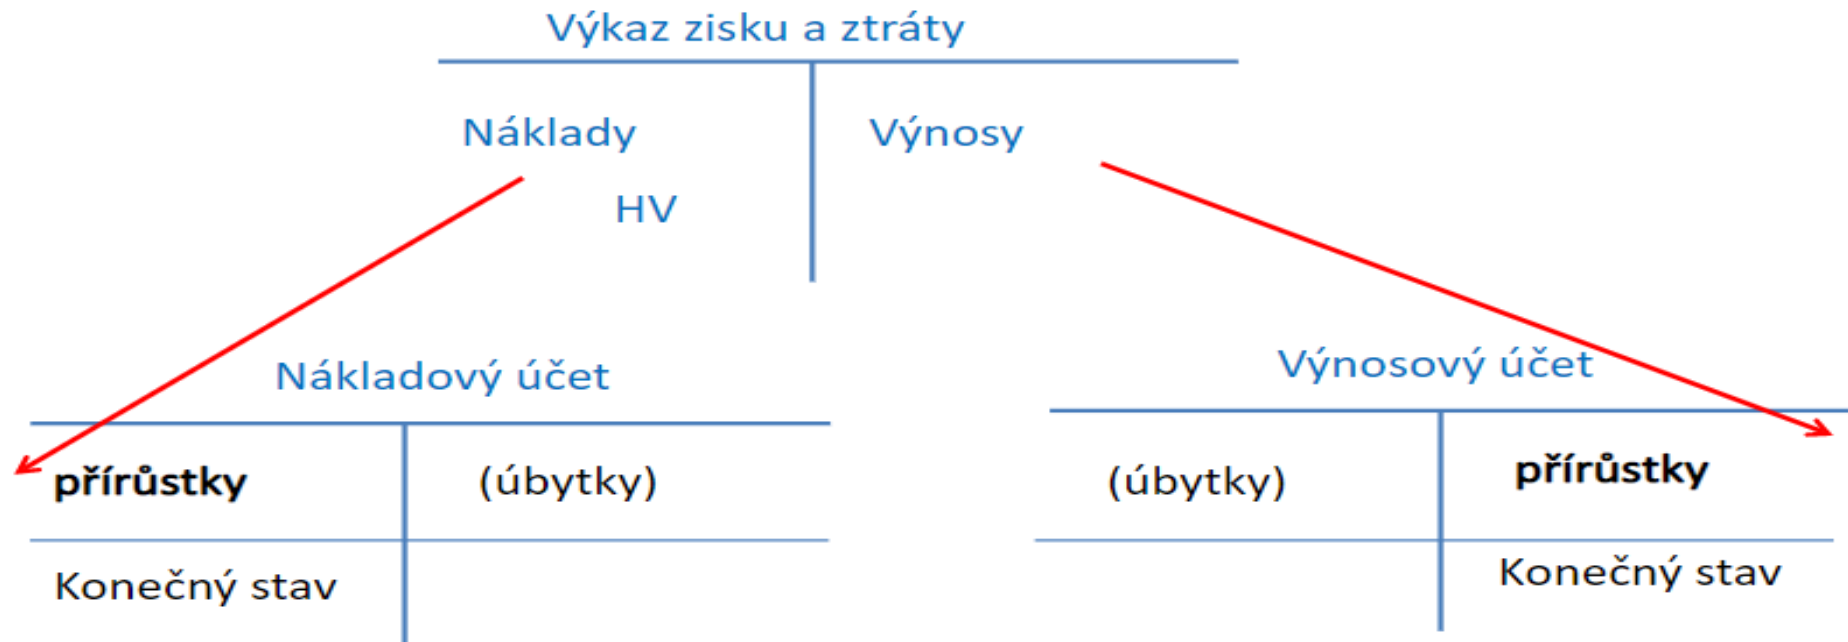 Výkaz zisku a ztráty
Náklady
Výnosy
HV
Nákladový účet
přírůstky
(úbytky)
Konečný stav
Výnosový účet
(úbytky)
přírůstky
Konečný stav